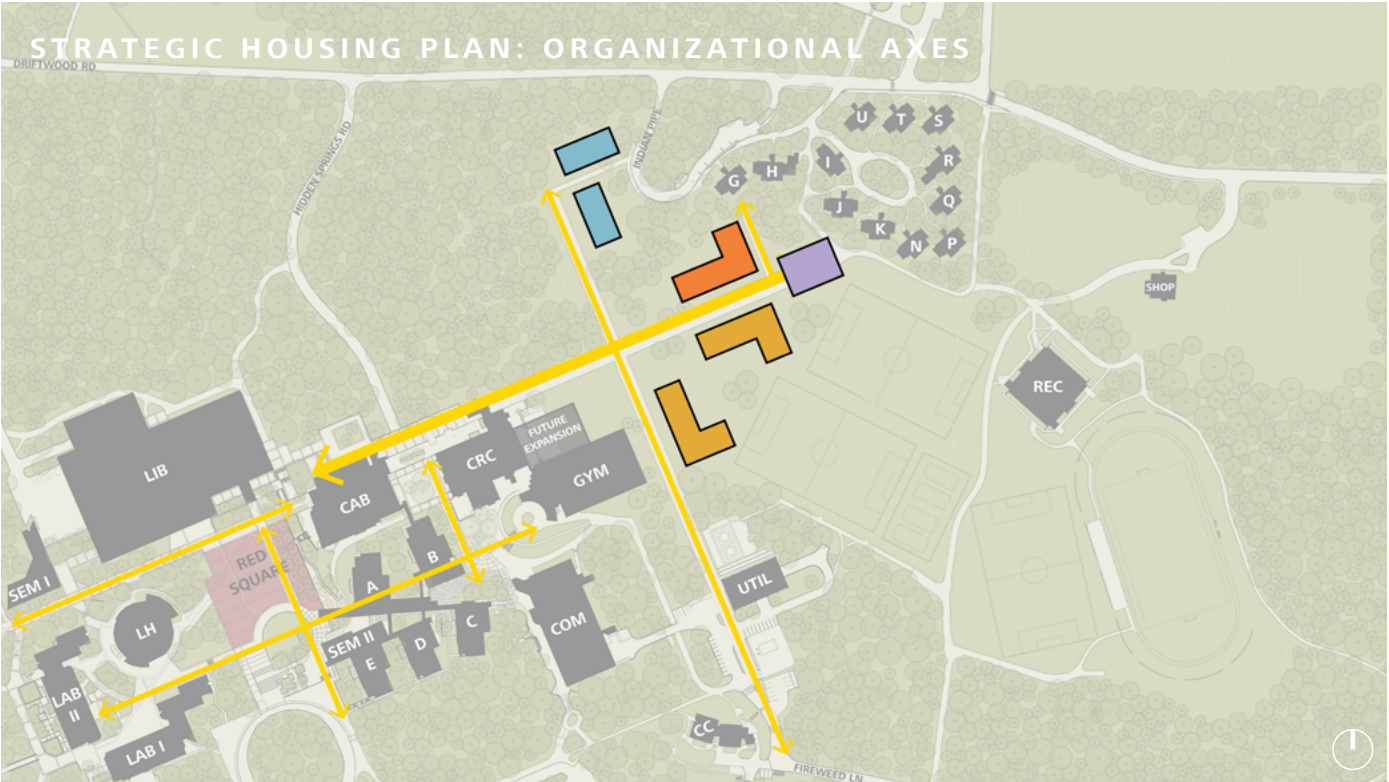 STRATEGIC HOUSING PLAN: ORGANIZATIONAL AXES
DRIFTWOOD RD
HIDDEN SPRINGS RD
INDIAN PIPE
U
T
S
R
Q
P
N
K
J
I
H
G
SHOP
REC
LIB
CAB
CRC
FUTURE
EXPANSION
GYM
RED
SQUARE
SEM I
LH
A
B
C
D
E
SEM II
COM
UTIL
LAB
II
LAB I
CC
FIREWEED LN